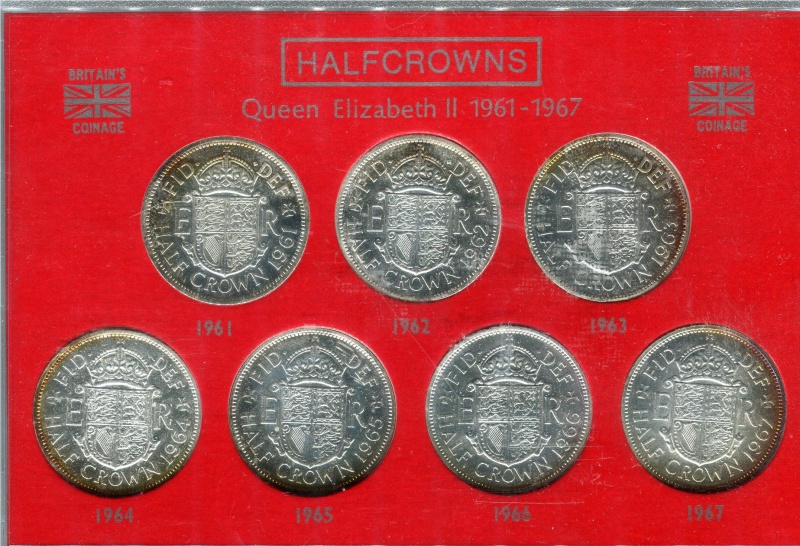 HALFCROWNS
Queen Elizabeth II 1961-1967
BRITAIN'S
COINAGE
BRITAIN'S
COINAGE
FID · DEF
E R
HALF CROWN 1961
1961
FID · DEF
E R
HALF CROWN 1962
1962
FID · DEF
E R
HALF CROWN 1963
1963
FID · DEF
E R
HALF CROWN 1964
1964
FID · DEF
E R
HALF CROWN 1965
1965
FID · DEF
E R
HALF CROWN 1966
1966
FID · DEF
E R
HALF CROWN 1967
1967